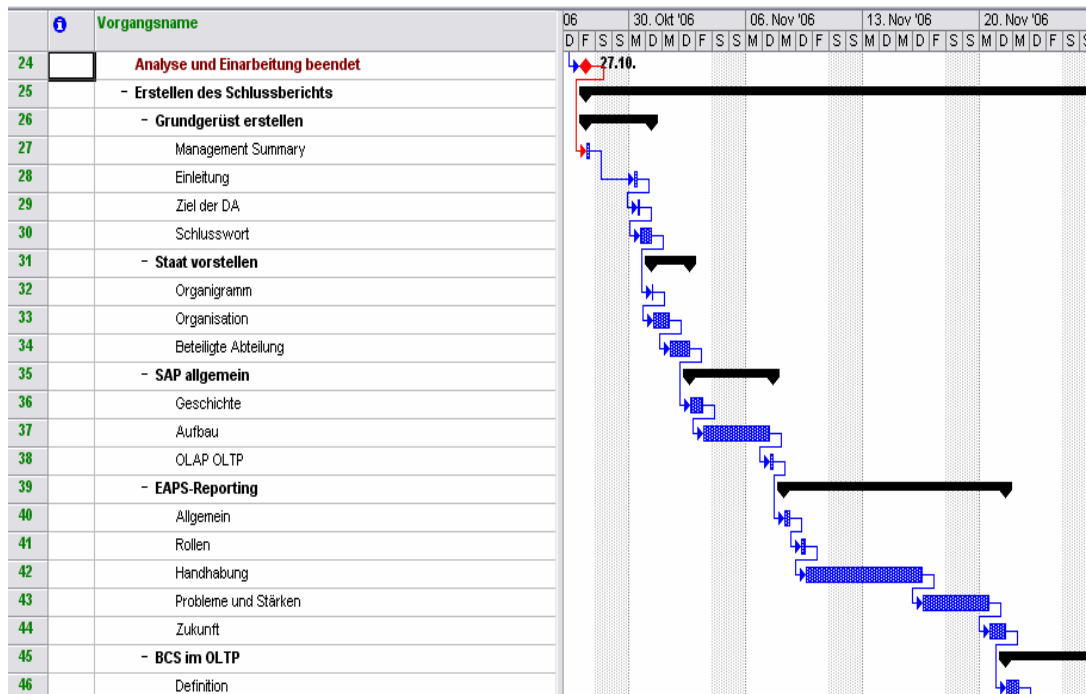 Vorgangsname
06 30. Okt '06 06. Nov '06 13. Nov '06 20. Nov '06
D F S S M D M D F S S M D M D F S S M D M D F S S M D M D F S
24 Analyse und Einarbeitung beendet 27.10.
25 - Erstellen des Schlussberichts
26 - Grundgerüst erstellen
27 Management Summary
28 Einleitung
29 Ziel der DA
30 Schlusswort
31 - Staat vorstellen
32 Organigramm
33 Organisation
34 Beteiligte Abteilung
35 - SAP allgemein
36 Geschichte
37 Aufbau
38 OLAP OLTP
39 - EAPS-Reporting
40 Allgemein
41 Rollen
42 Handhabung
43 Probleme und Stärken
44 Zukunft
45 - BCS im OLTP
46 Definition